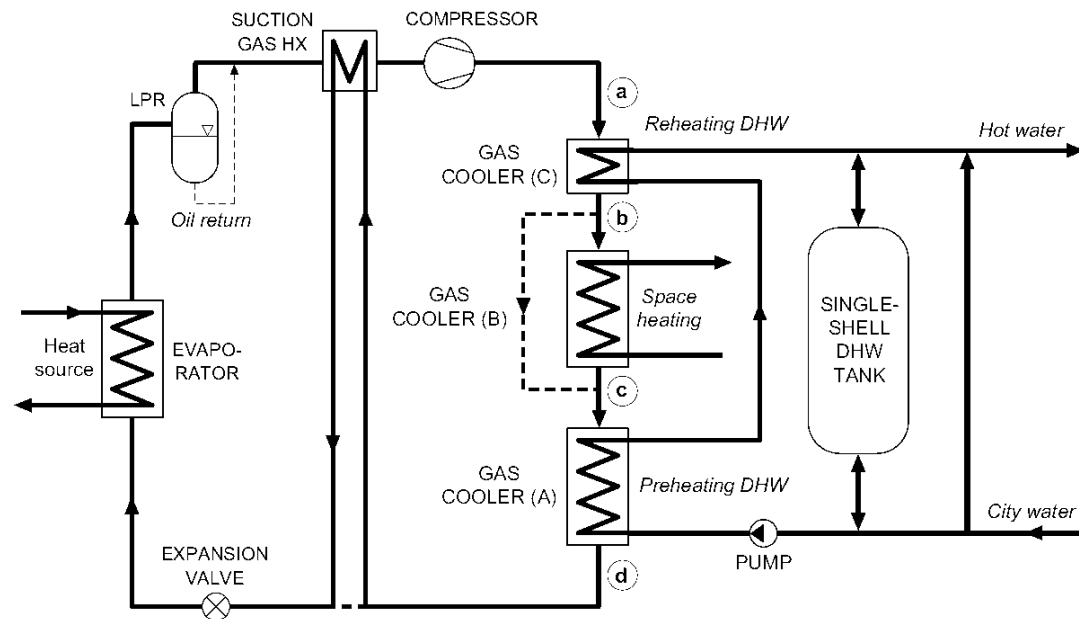 SUCTION
GAS HX
COMPRESSOR
LPR
a
Reheating DHW
Hot water
GAS
COOLER (C)
Oil return
b
GAS
COOLER (B)
Space
heating
SINGLE-
SHELL
DHW
TANK
Heat
source
EVAPO-
RATOR
c
GAS
COOLER (A)
Preheating DHW
City water
PUMP
EXPANSION
VALVE
d